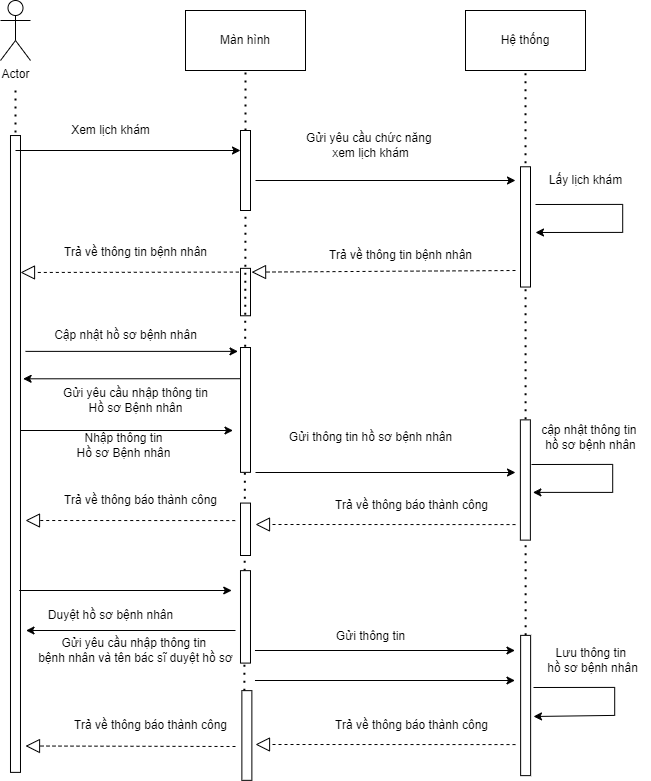 Màn hình
Hệ thống
Actor
Xem lịch khám
Gửi yêu cầu chức năng
xem lịch khám
Lấy lịch khám
Trả về thông tin bệnh nhân
Trả về thông tin bệnh nhân
Cập nhật hồ sơ bệnh nhân
Gửi yêu cầu nhập thông tin
Hồ sơ Bệnh nhân
Nhập thông tin
Hồ sơ Bệnh nhân
Gửi thông tin hồ sơ bệnh nhân
cập nhật thông tin
hồ sơ bệnh nhân
Trả về thông báo thành công
Trả về thông báo thành công
Duyệt hồ sơ bệnh nhân
Gửi yêu cầu nhập thông tin
bệnh nhân và tên bác sĩ duyệt hồ sơ
Gửi thông tin
Lưu thông tin
hồ sơ bệnh nhân
Trả về thông báo thành công
Trả về thông báo thành công